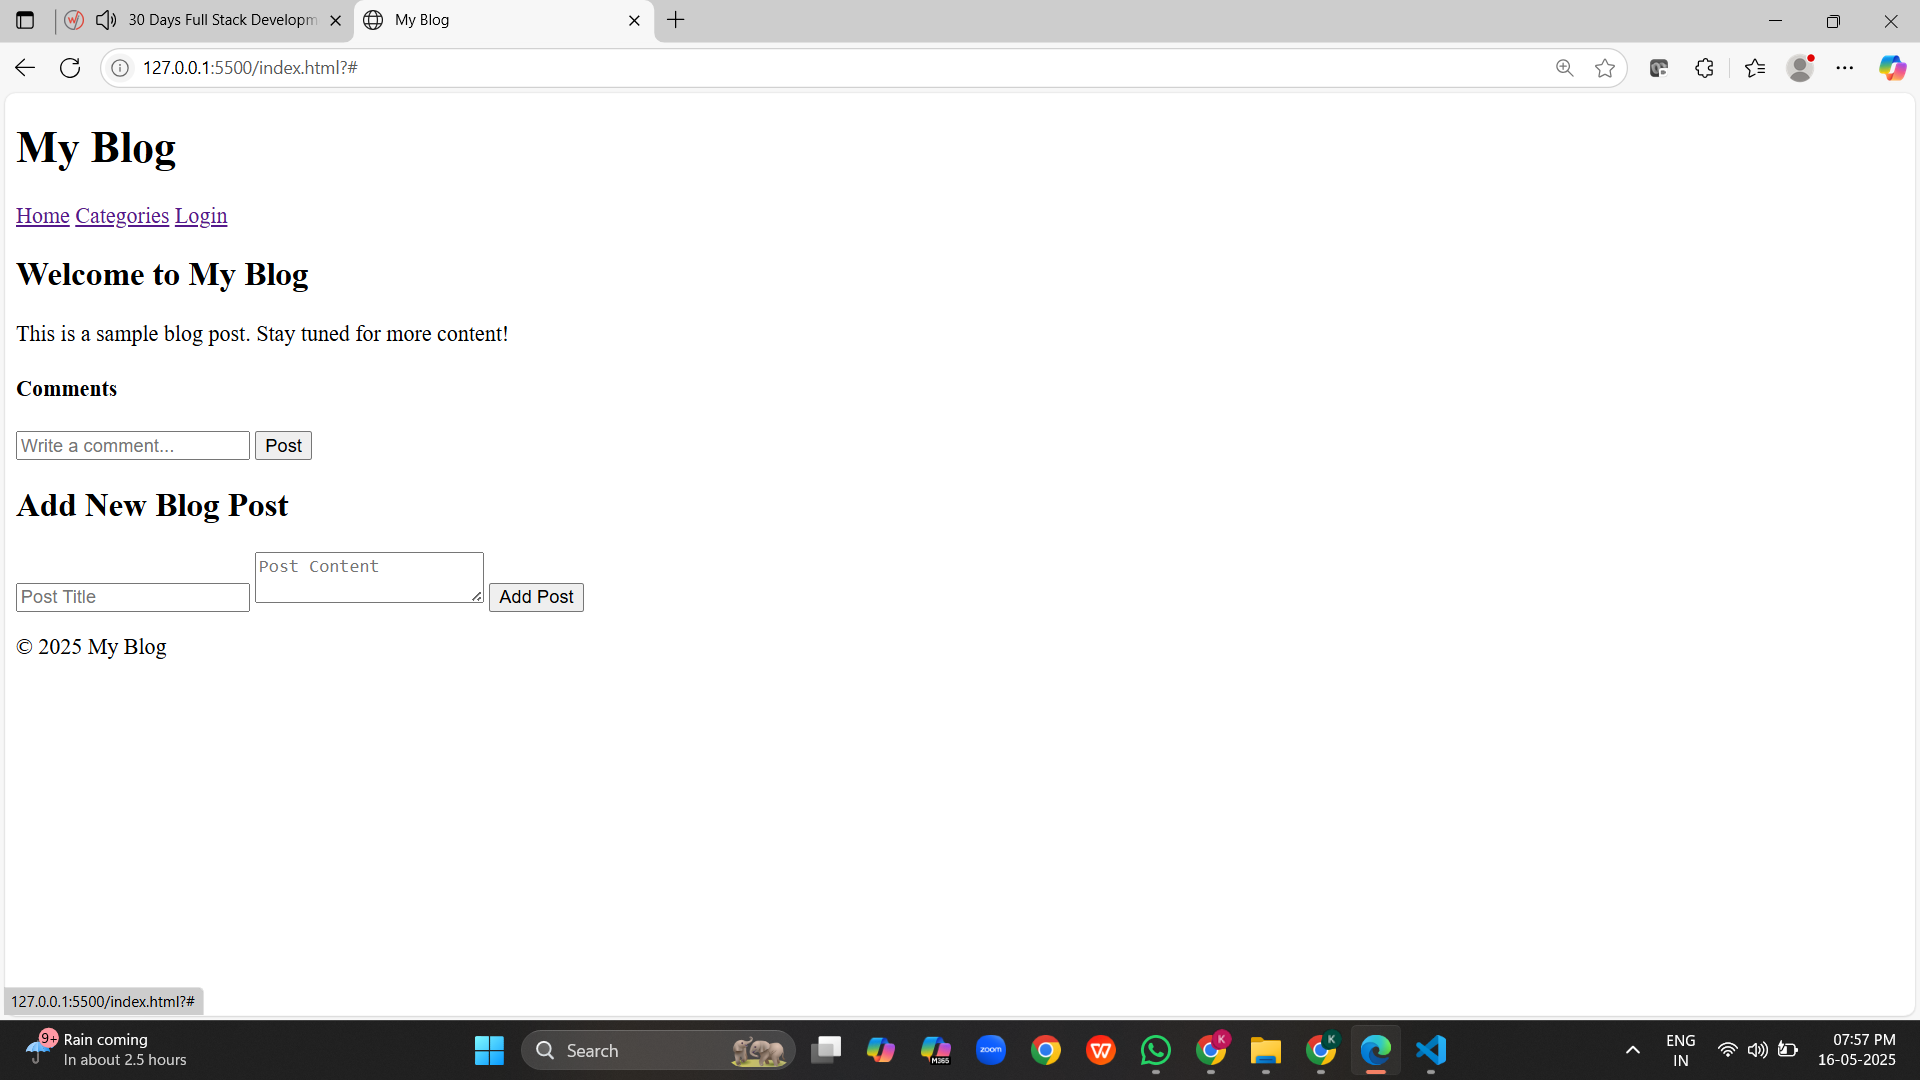 30 Days Full Stack Developm
My Blog
127.0.0.1:5500/index.html?#
My Blog
Home Categories Login
Welcome to My Blog
This is a sample blog post. Stay tuned for more content!
Comments
Write a comment...
Post
Add New Blog Post
Post Title
Post Content
Add Post
© 2025 My Blog
127.0.0.1:5500/index.html?#
9+
Rain coming
In about 2.5 hours
Search
M365
zoom
W
K
K
ENG
IN
07:57 PM
16-05-2025